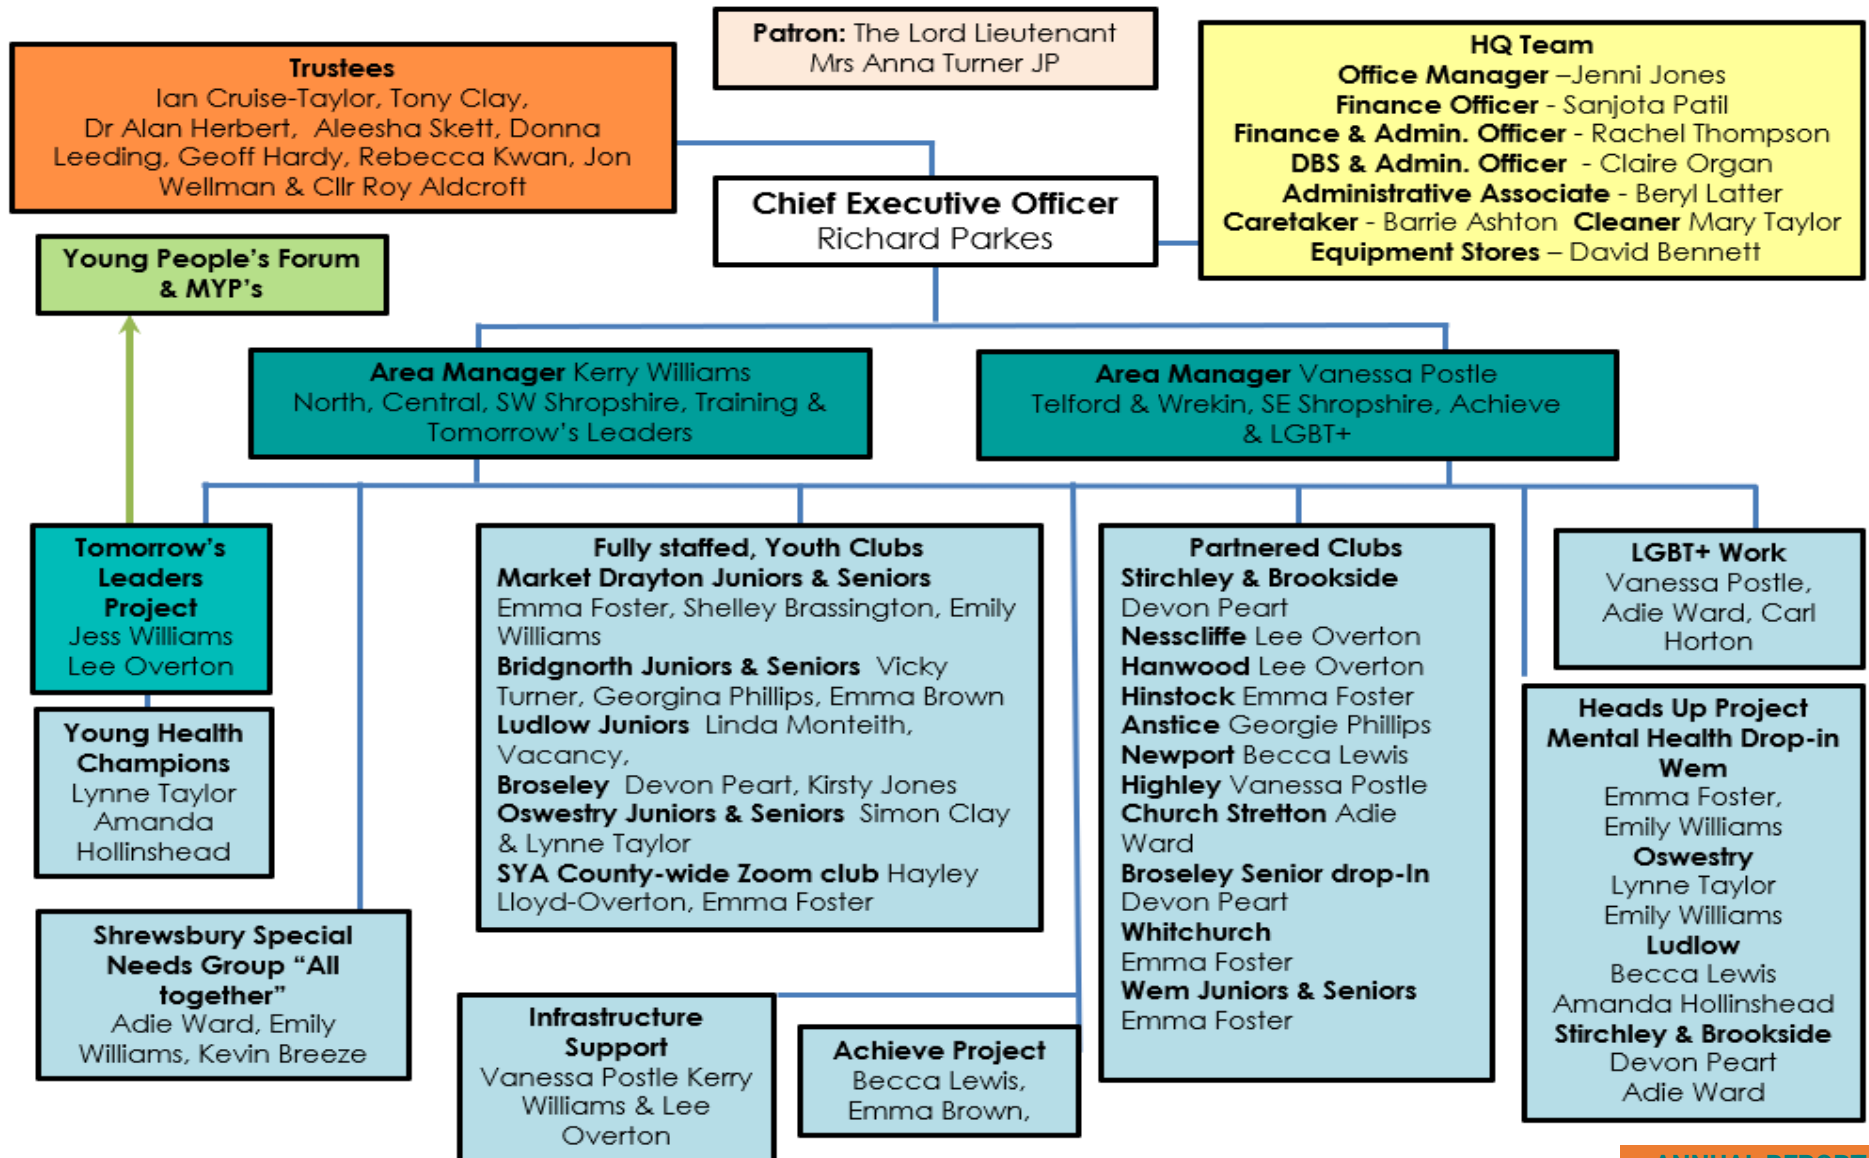 Patron: The Lord Lieutenant
Mrs Anna Turner JP
Trustees
Ian Cruise-Taylor, Tony Clay,
Dr Alan Herbert, Aleesha Skett, Donna
Leeding, Geoff Hardy, Rebecca Kwan, Jon
Wellman & Cllr Roy Aldcroft
HQ Team
Office Manager –Jenni Jones
Finance Officer - Sanjota Patil
Finance & Admin. Officer - Rachel Thompson
DBS & Admin. Officer - Claire Organ
Administrative Associate - Beryl Latter
Caretaker - Barrie Ashton Cleaner Mary Taylor
Equipment Stores – David Bennett
Chief Executive Officer
Richard Parkes
Young People's Forum
& MYP's
Area Manager Kerry Williams
North, Central, SW Shropshire, Training &
Tomorrow's Leaders
Area Manager Vanessa Postle
Telford & Wrekin, SE Shropshire, Achieve
& LGBT+
Tomorrow's
Leaders
Project
Jess Williams
Lee Overton
Young Health
Champions
Lynne Taylor
Amanda
Hollinshead
Shrewsbury Special
Needs Group "All
together"
Adie Ward, Emily
Williams, Kevin Breeze
Fully staffed, Youth Clubs
Market Drayton Juniors & Seniors
Emma Foster, Shelley Brassington, Emily
Williams
Bridgnorth Juniors & Seniors Vicky
Turner, Georgina Phillips, Emma Brown
Ludlow Juniors Linda Monteith,
Vacancy,
Broseley Devon Peart, Kirsty Jones
Oswestry Juniors & Seniors Simon Clay
& Lynne Taylor
SYA County-wide Zoom club Hayley
Lloyd-Overton, Emma Foster
Infrastructure
Support
Vanessa Postle Kerry
Williams & Lee
Overton
Achieve Project
Becca Lewis,
Emma Brown,
Partnered Clubs
Stirchley & Brookside
Devon Peart
Nesscliffe Lee Overton
Hanwood Lee Overton
Hinstock Emma Foster
Anstice Georgie Phillips
Newport Becca Lewis
Highley Vanessa Postle
Church Stretton Adie
Ward
Broseley Senior drop-In
Devon Peart
Whitchurch
Emma Foster
Wem Juniors & Seniors
Emma Foster
LGBT+ Work
Vanessa Postle,
Adie Ward, Carl
Horton
Heads Up Project
Mental Health Drop-in
Wem
Emma Foster,
Emily Williams
Oswestry
Lynne Taylor
Emily Williams
Ludlow
Becca Lewis
Amanda Hollinshead
Stirchley & Brookside
Devon Peart
Adie Ward
ANNUAL REPORT